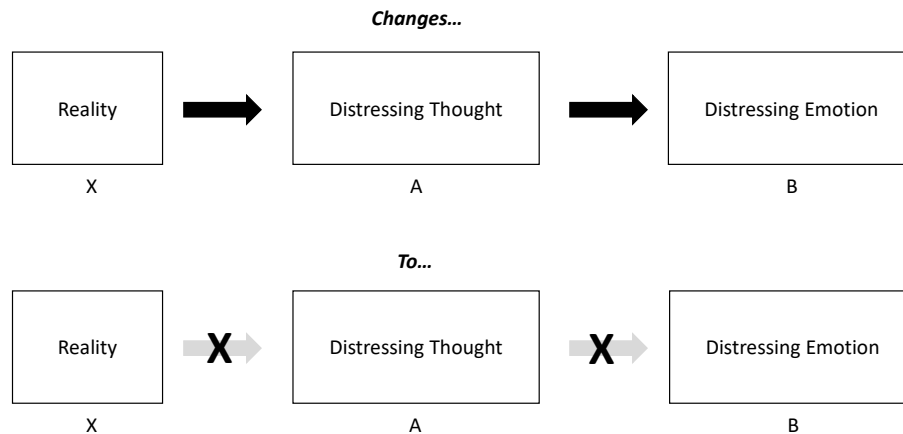 Changes...
Reality
Distressing Thought
Distressing Emotion
X
A
B
To...
Reality
X
Distressing Thought
X
Distressing Emotion
X
A
B